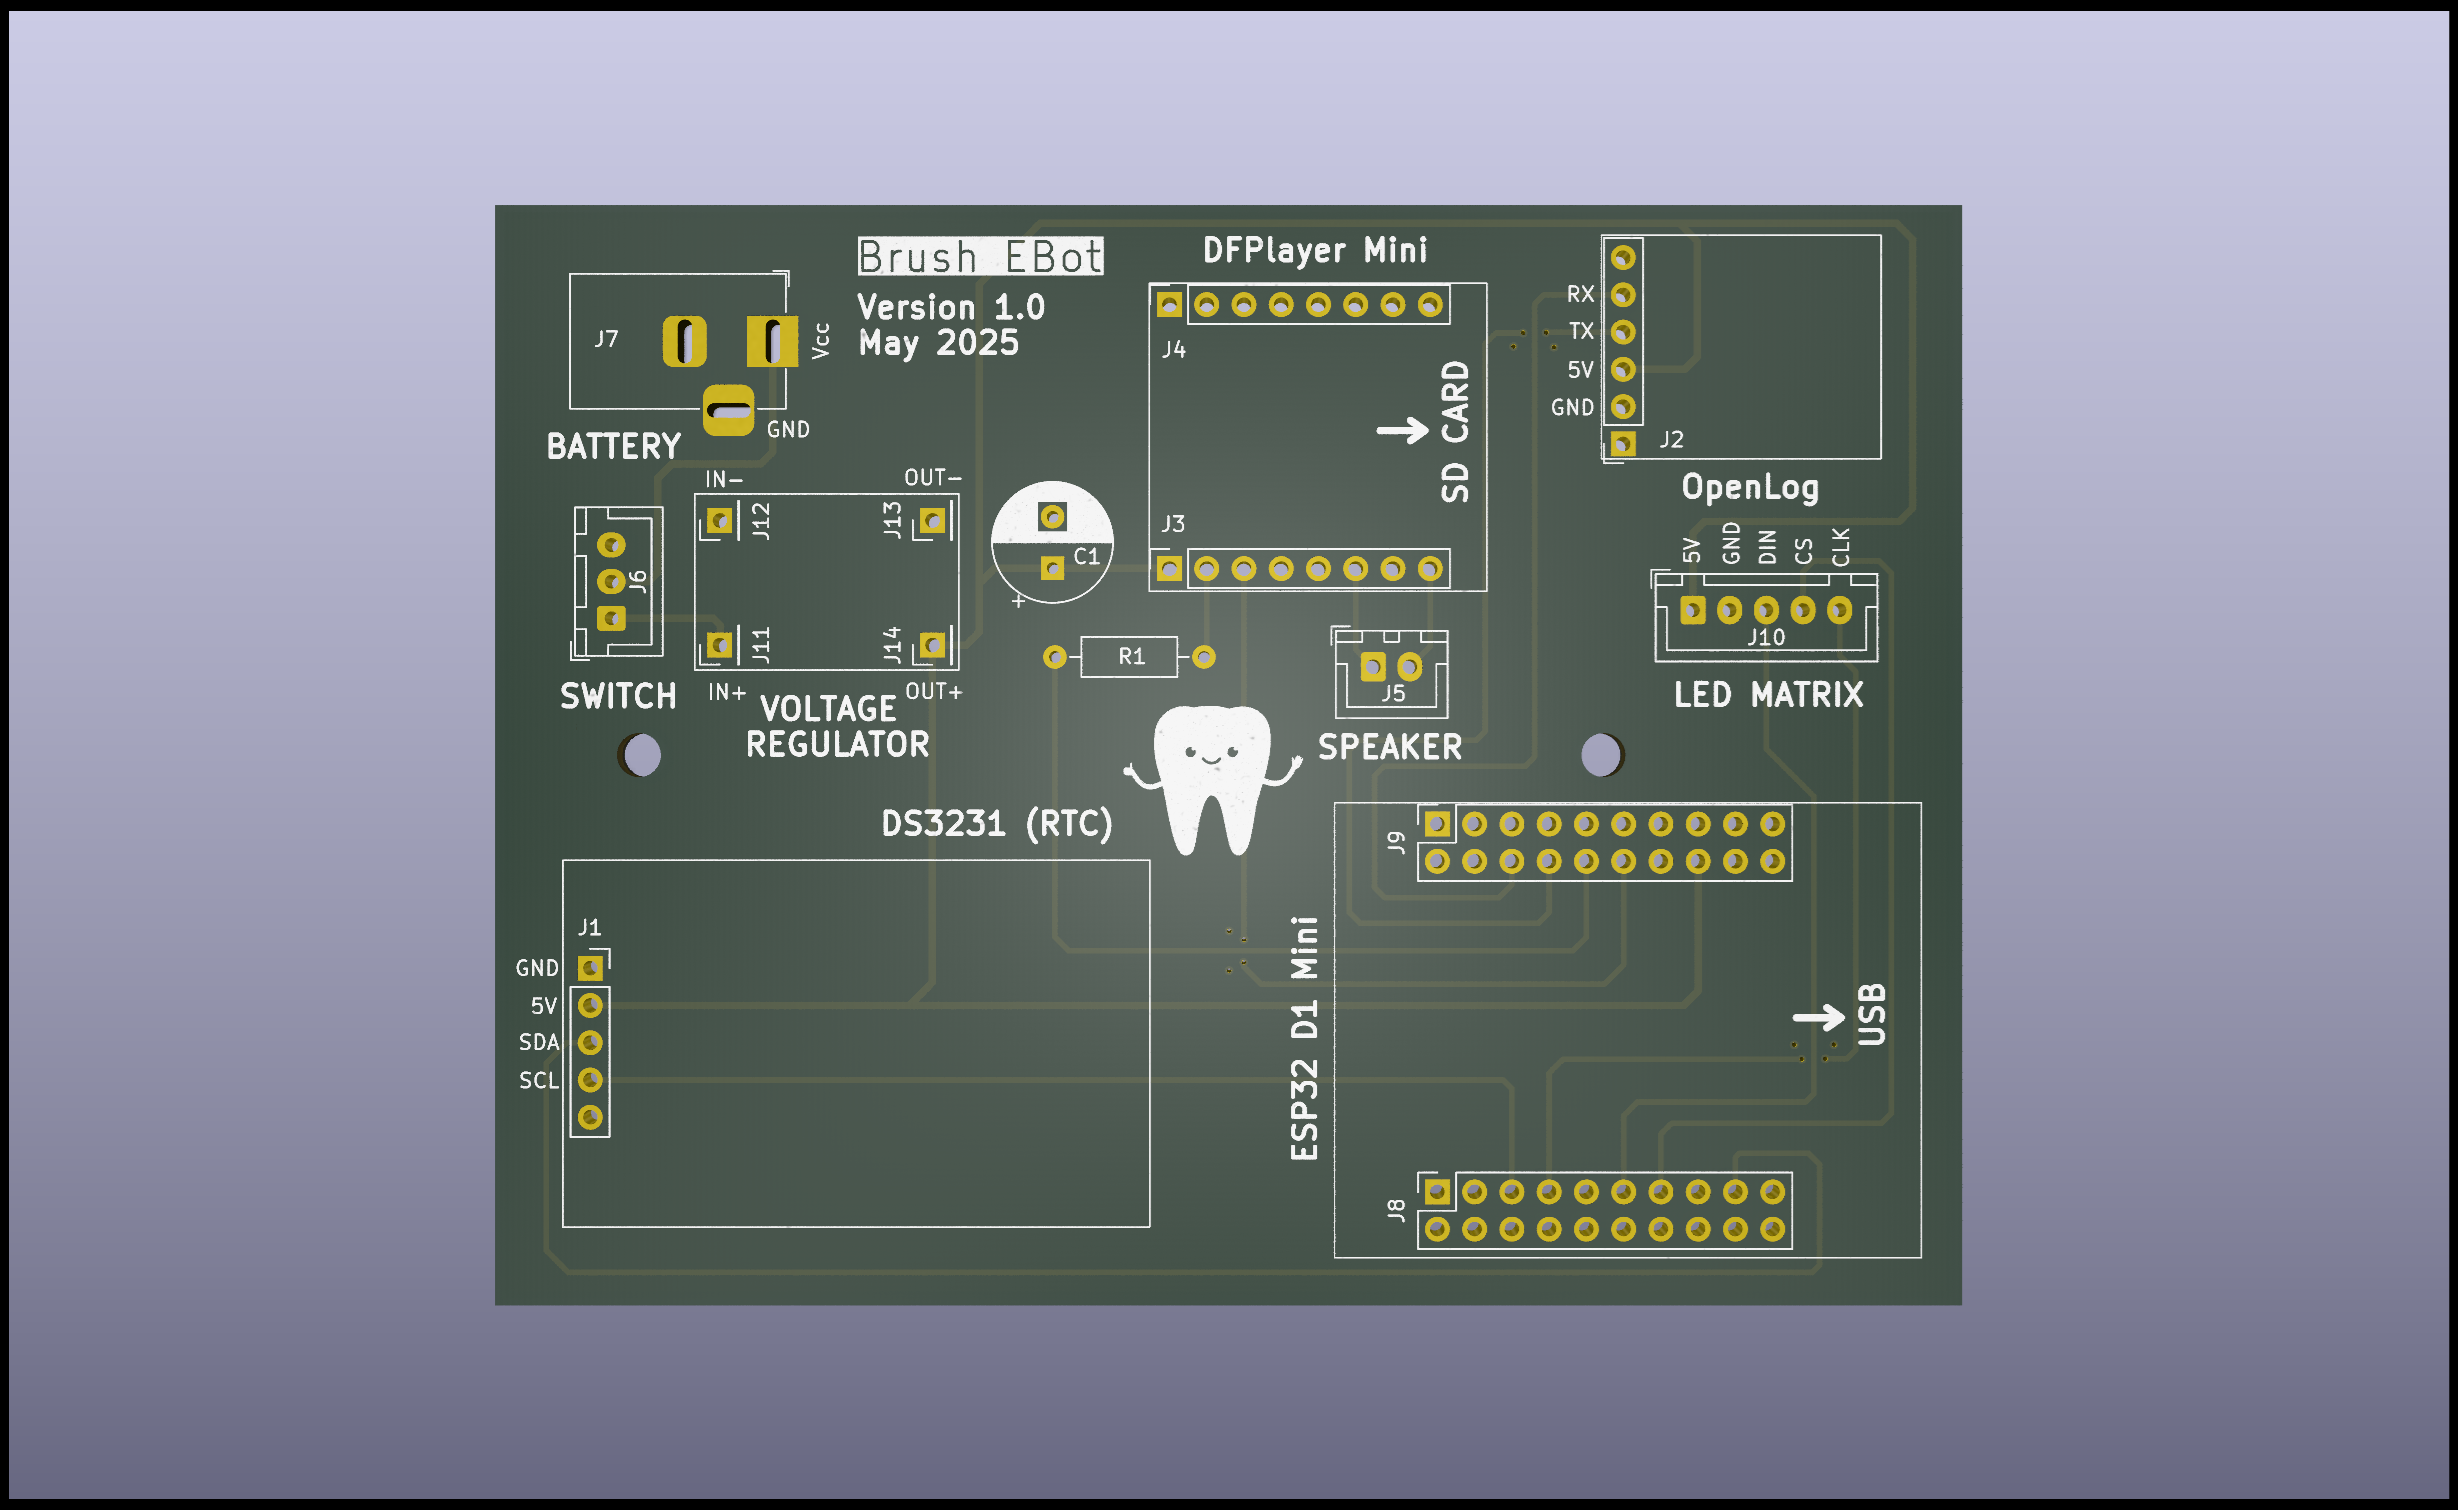 Brush EBot
Version 1.0
May 2025
DFPlayer Mini
J7
Vcc
GND
BATTERY
J4
SD CARD
J3
RX
TX
5V
GND
J2
OpenLog
IN-
OUT-
J12
J13
J11
J14
IN+
OUT+
VOLTAGE
REGULATOR
J6
SWITCH
C1
+
R1
J5
SPEAKER
5V
GND
DIN
CS
CLK
J10
LED MATRIX
DS3231 (RTC)
J1
GND
5V
SDA
SCL
J9
ESP32 D1 Mini
USB
J8